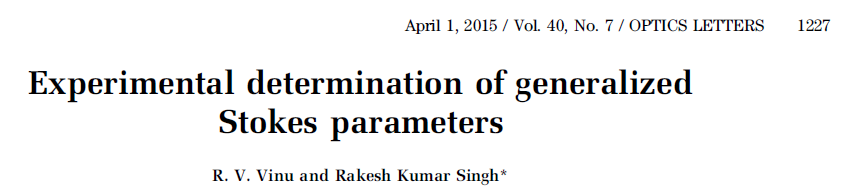 April 1, 2015 / Vol. 40, No. 7 / OPTICS LETTERS 1227
Experimental determination of generalized
Stokes parameters
R. V. Vinu and Rakesh Kumar Singh*